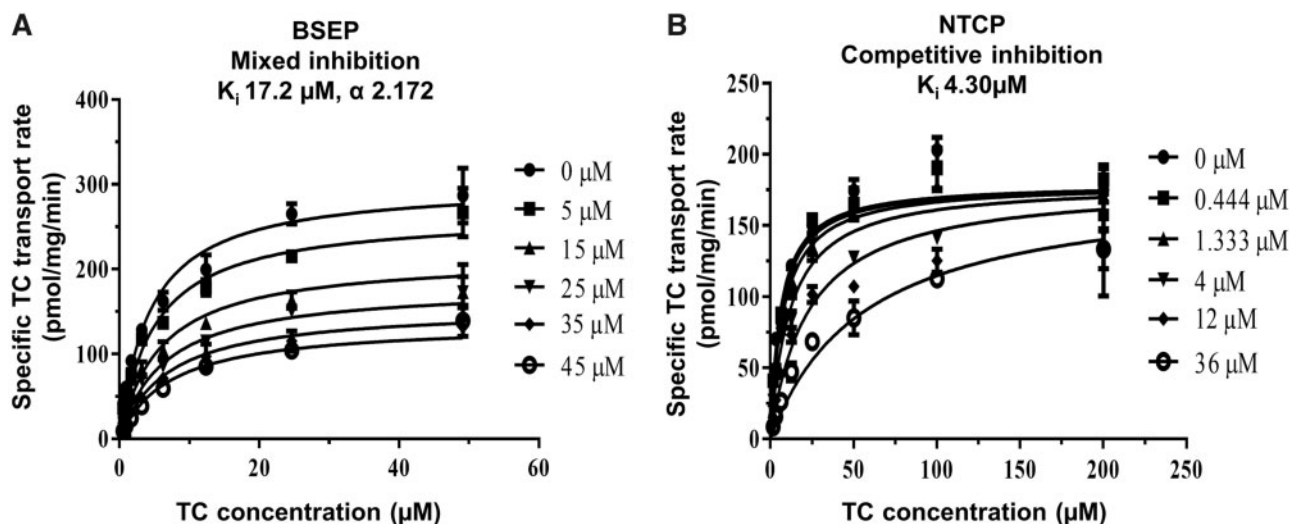 A
BSEP
Mixed inhibition
Ki 17.2 μM, α 2.172
Specific TC transport rate
(pmol/mg/min)
400
300
200
100
0
0 20 40 60
TC concentration (μM)
0 μM
5 μM
15 μM
25 μM
35 μM
45 μM
B
NTCP
Competitive inhibition
Ki 4.30μM
Specific TC transport rate
(pmol/mg/min)
250
200
150
100
50
0
0 50 100 150 200 250
TC concentration (μM)
0 μM
0.444 μM
1.333 μM
4 μM
12 μM
36 μM